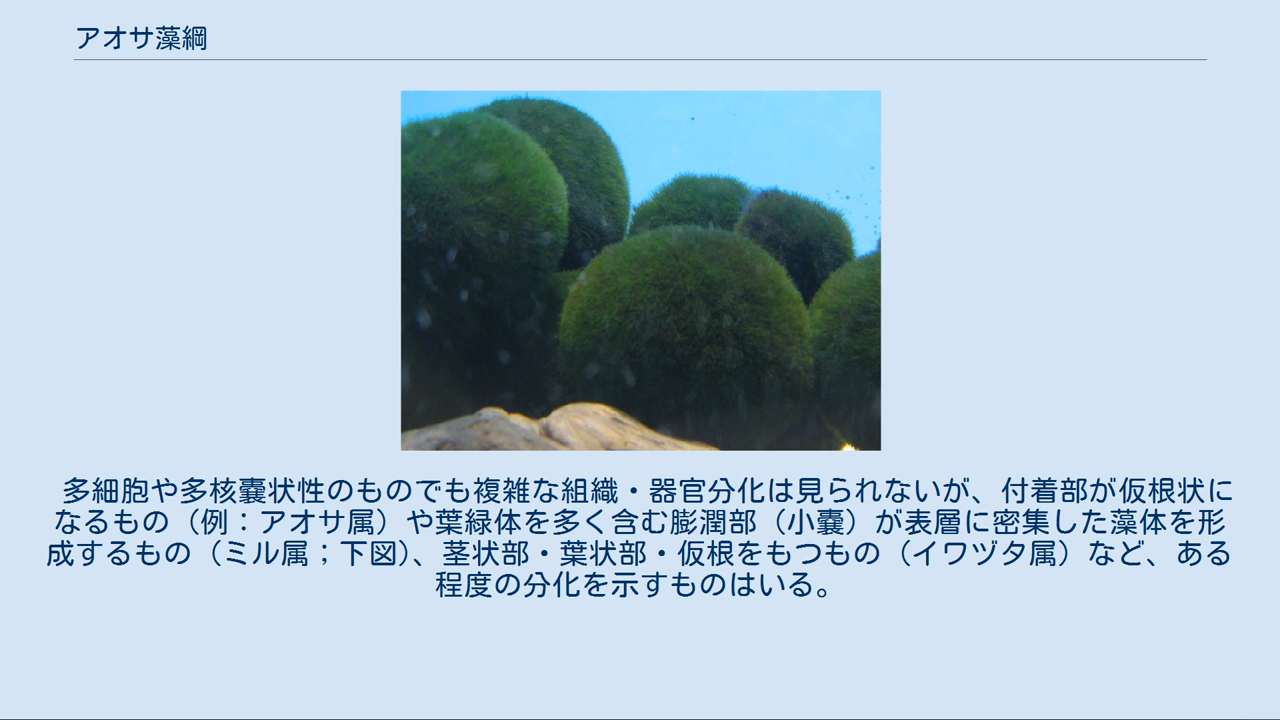 アオサ藻綱
多細胞や多核嚢状性のものでも複雑な組織・器官分化は見られないが、付着部が仮根状に
なるもの（例：アオサ属）や葉緑体を多く含む膨潤部（小嚢）が表層に密集した藻体を形
成するもの（ミル属；下図）、茎状部・葉状部・仮根をもつもの（イワヅタ属）など、ある
程度の分化を示すものはいる。